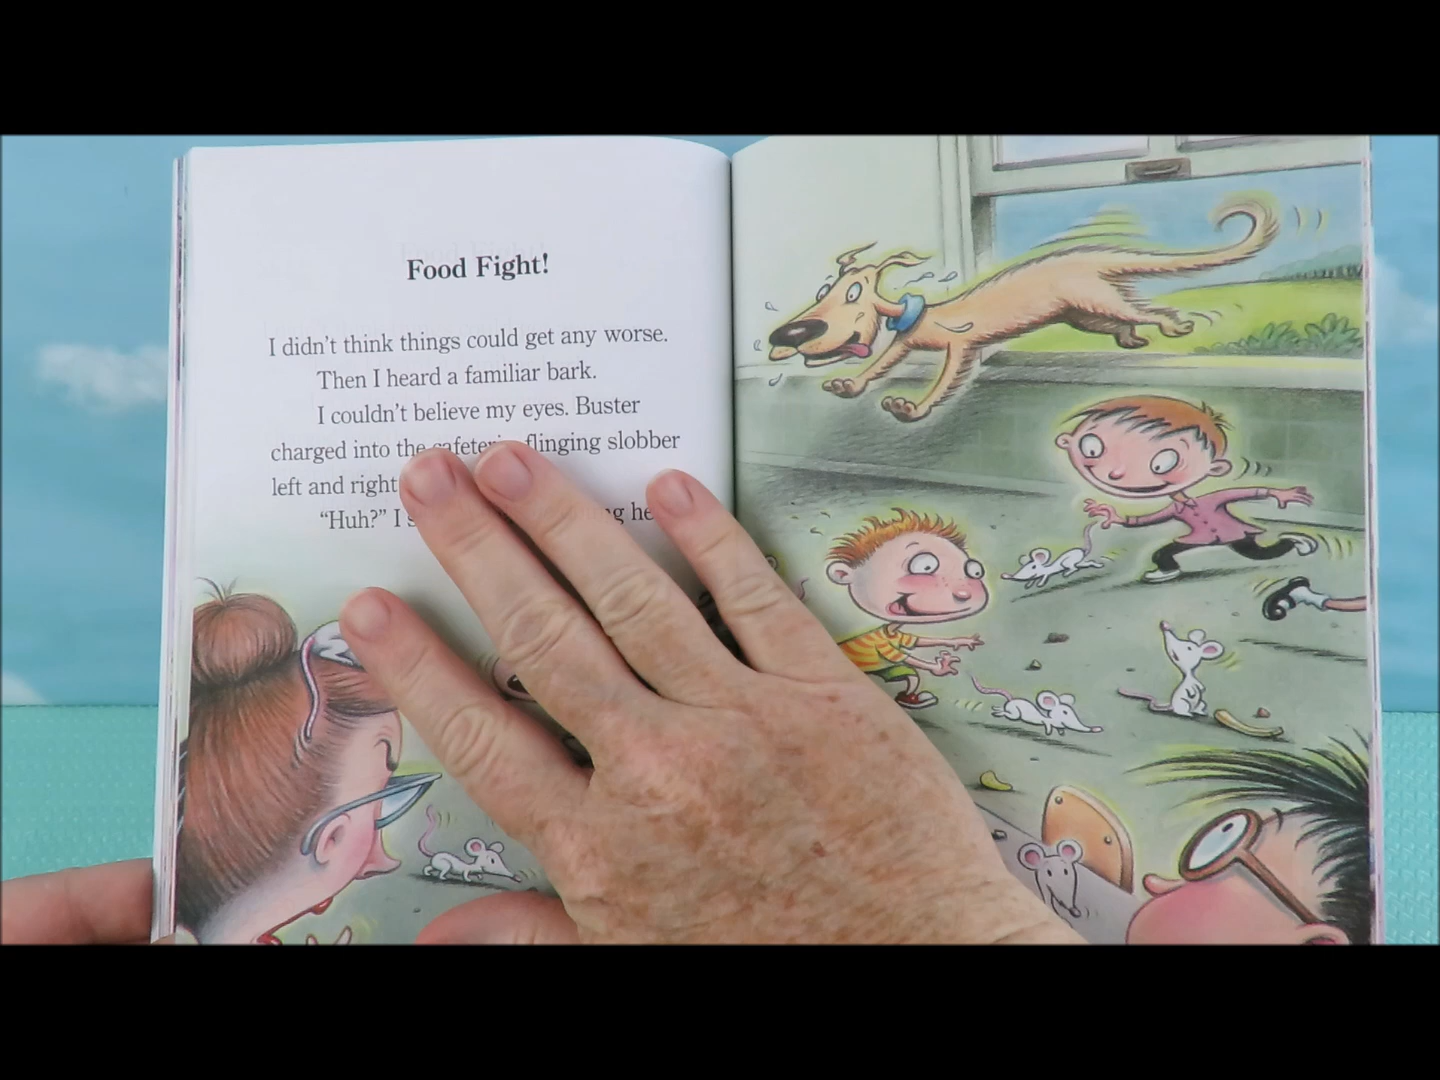 Food Fight!
I didn't think things could get any worse.
Then I heard a familiar bark.
I couldn't believe my eyes. Buster
charged into the cafeteria flinging slobber
left and right
"Huh?" I